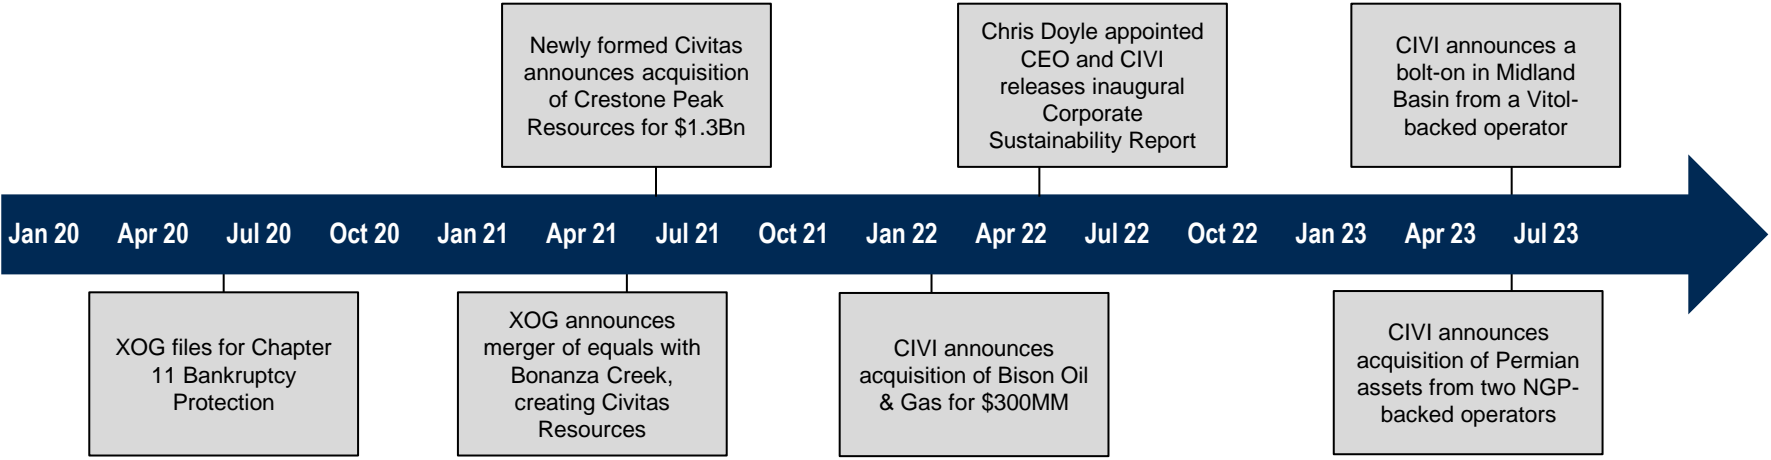 Newly formed Civitas
announces acquisition
of Crestone Peak
Resources for $1.3Bn
Chris Doyle appointed
CEO and CIVI
releases inaugural
Corporate
Sustainability Report
CIVI announces a
bolt-on in Midland
Basin from a Vitol-
backed operator
Jan 20 Apr 20 Jul 20 Oct 20 Jan 21 Apr 21 Jul 21 Oct 21 Jan 22 Apr 22 Jul 22 Oct 22 Jan 23 Apr 23 Jul 23
XOG files for Chapter
11 Bankruptcy
Protection
XOG announces
merger of equals with
Bonanza Creek,
creating Civitas
Resources
CIVI announces
acquisition of Bison Oil
& Gas for $300MM
CIVI announces
acquisition of Permian
assets from two NGP-
backed operators